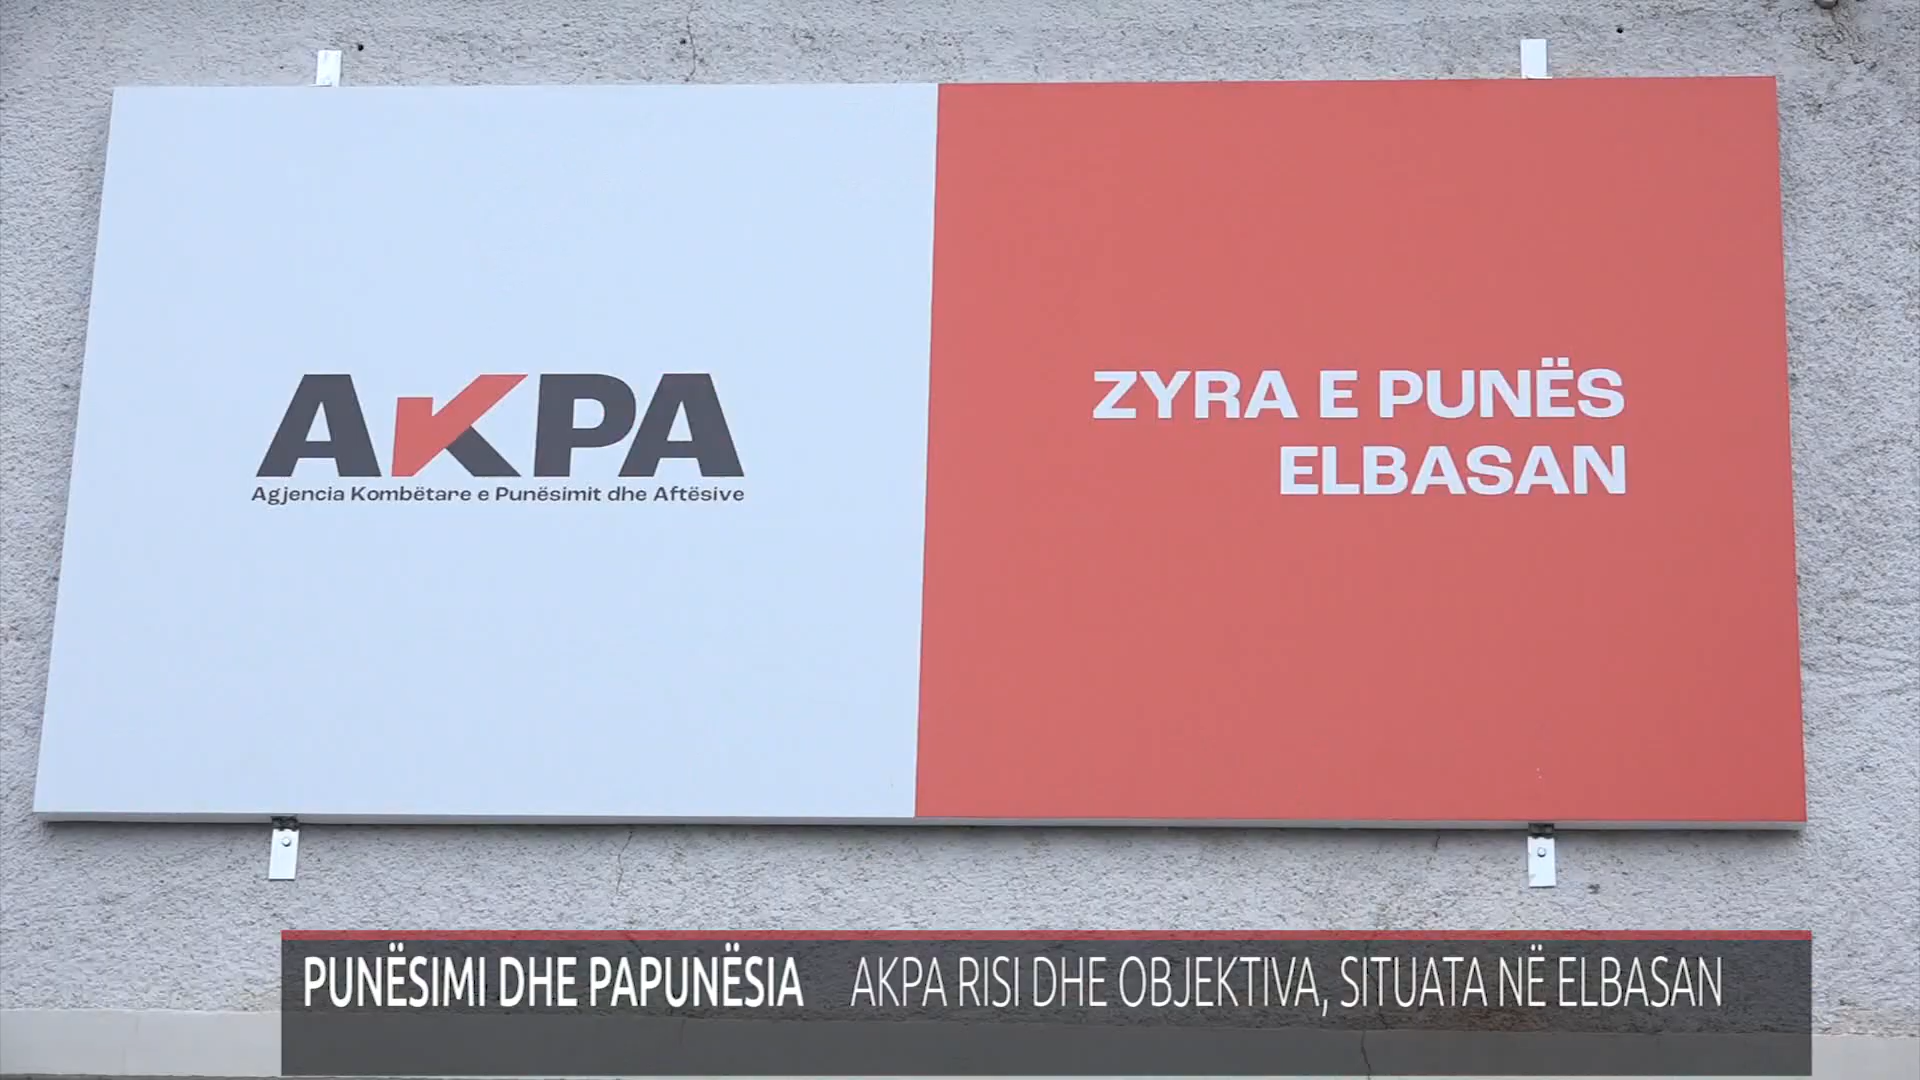 AKPA
Agjencia Kombëtare e Punësimit dhe Aftësive
ZYRA E PUNËS
ELBASAN
PUNËSIMI DHE PAPUNËSIA AKPA RISI DHE OBJEKTIVA, SITUATA NË ELBASAN